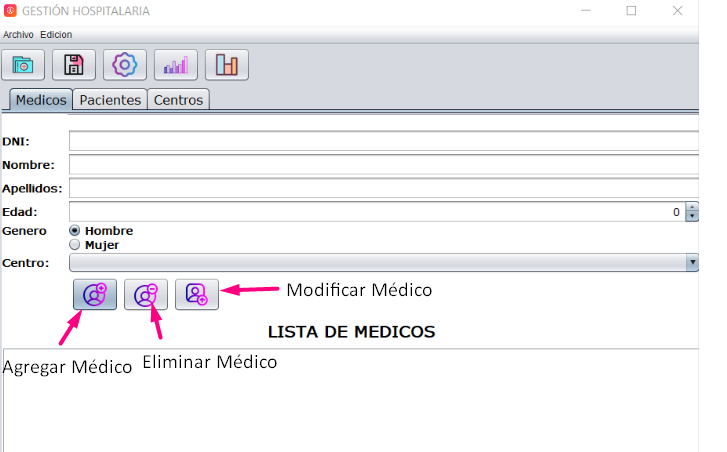 GESTIÓN HOSPITALARIA
Archivo Edicion
Medicos Pacientes Centros
DNI:
Nombre:
Apellidos:
Edad: 0
Genero Hombre
Mujer
Centro:
Modificar Médico
LISTA DE MEDICOS
Agregar Médico Eliminar Médico